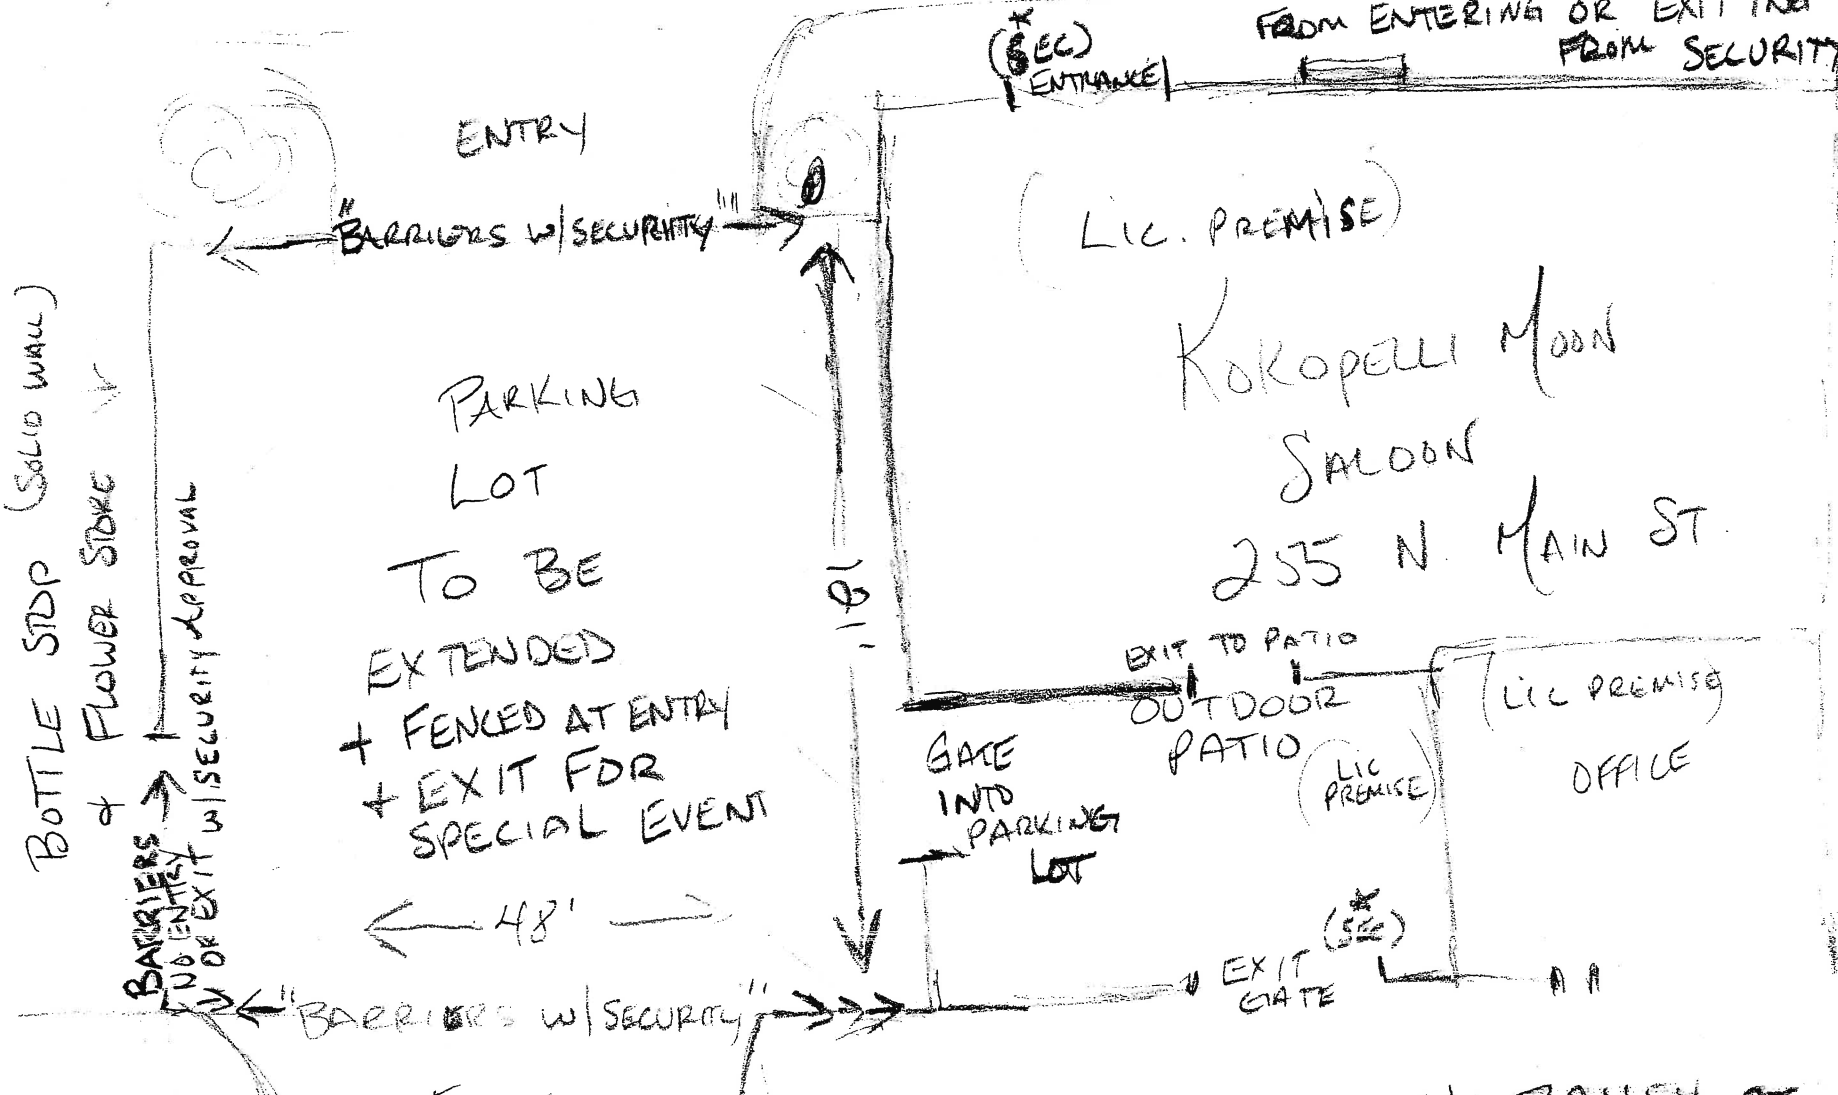 FROM ENTERING OR EXITING
FROM SECURITY
*
(SEC)
ENTRANCE
ENTRY
"BARRIERS W/SECURITY"
(LIC. PREMISE)
KOKOPELLI MOON
SALOON
255 N. MAIN ST.
PARKING
LOT
TO BE
EXTENDED
+ FENCED AT ENTRY
+ EXIT FOR
SPECIAL EVENT
48'
BOTTLE STOP (SOLID WALL)
& FLOWER STORE
BARRIERS
NO ENTRY
OR EXIT W/SECURITY APPROVAL
"BARRIERS W/SECURITY"
EXIT TO PATIO
OUTDOOR
PATIO
(LIC
PREMISE)
GATE
INTO
PARKING
LOT
(LIC PREMISE)
OFFICE
*
(SEC)
EXIT
GATE